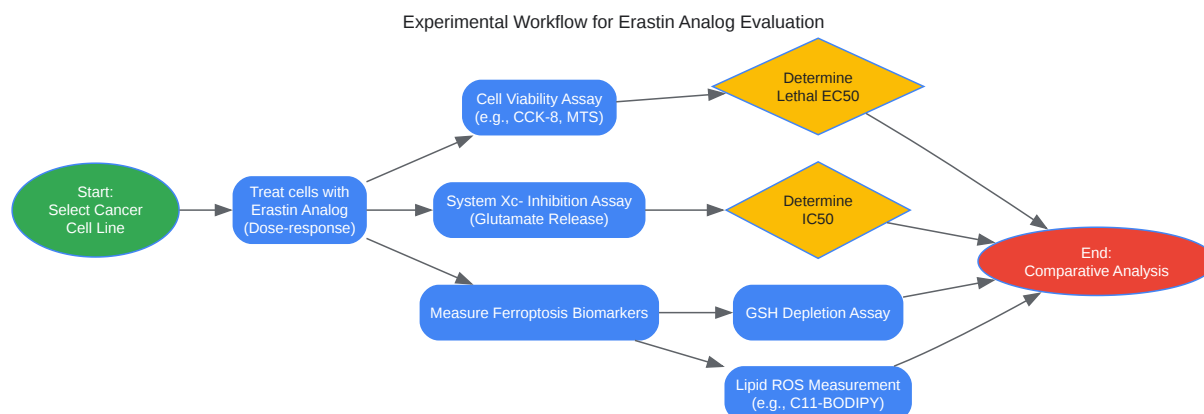 Experimental Workflow for Erastin Analog Evaluation
Start:
Select Cancer
Cell Line
Treat cells with
Erastin Analog
(Dose-response)
Cell Viability Assay
(e.g., CCK-8, MTS)
Determine
Lethal EC50
System Xc- Inhibition Assay
(Glutamate Release)
Determine
IC50
Measure Ferroptosis Biomarkers
GSH Depletion Assay
Lipid ROS Measurement
(e.g., C11-BODIPY)
End:
Comparative Analysis